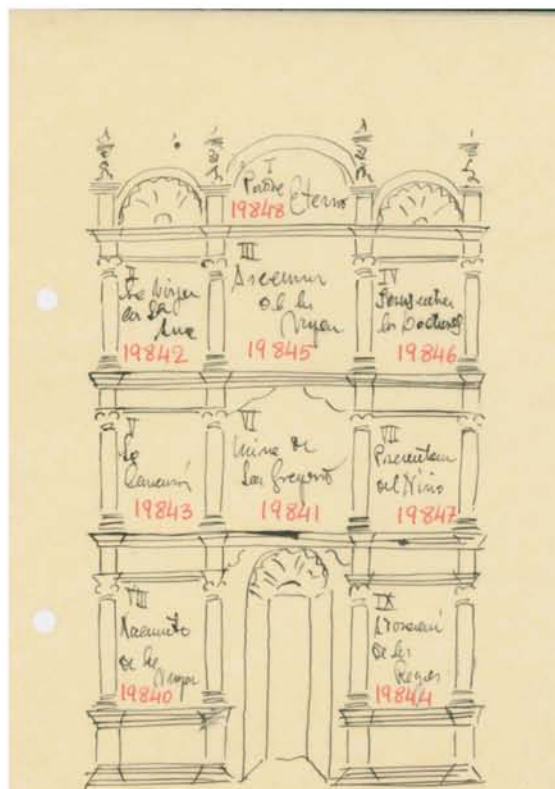 I
Padre Eterno
19848
II
La Virgen
con Sta
Ana
19842
III
Ascension
de la
Virgen
19845
IV
Jesus entre
los Doctores
19846
V
La
19843
VI
Misa de
San Gregorio
19841
VII
Presentacion
del Niño
19847
VIII
Nacimiento
de la
Virgen
19840
IX
de los
Reyes
19844